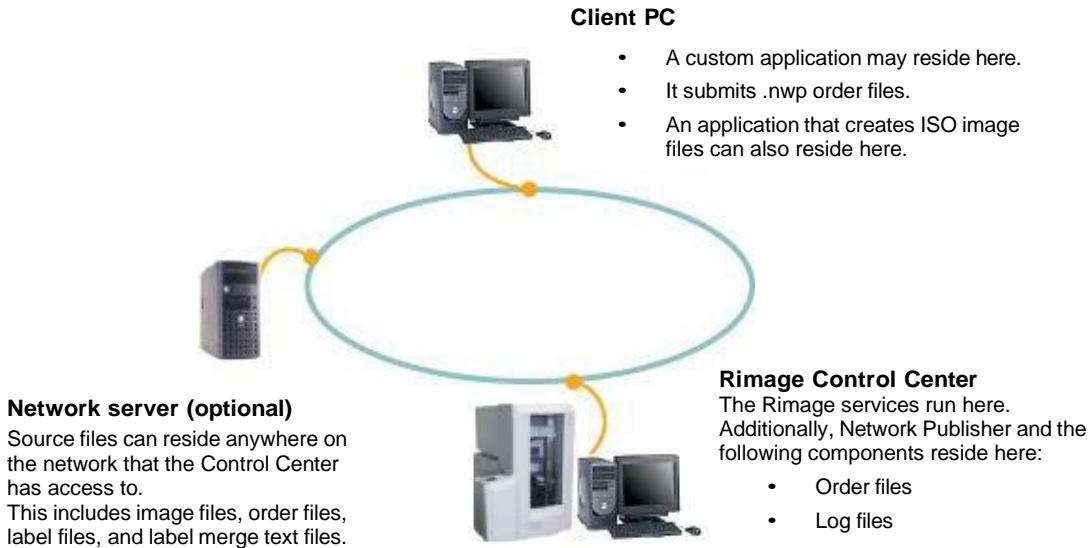 Client PC
• A custom application may reside here.
• It submits .nwp order files.
• An application that creates ISO image
files can also reside here.
Network server (optional)
Source files can reside anywhere on
the network that the Control Center
has access to.
This includes image files, order files,
label files, and label merge text files.
Rimage Control Center
The Rimage services run here.
Additionally, Network Publisher and the
following components reside here:
• Order files
• Log files